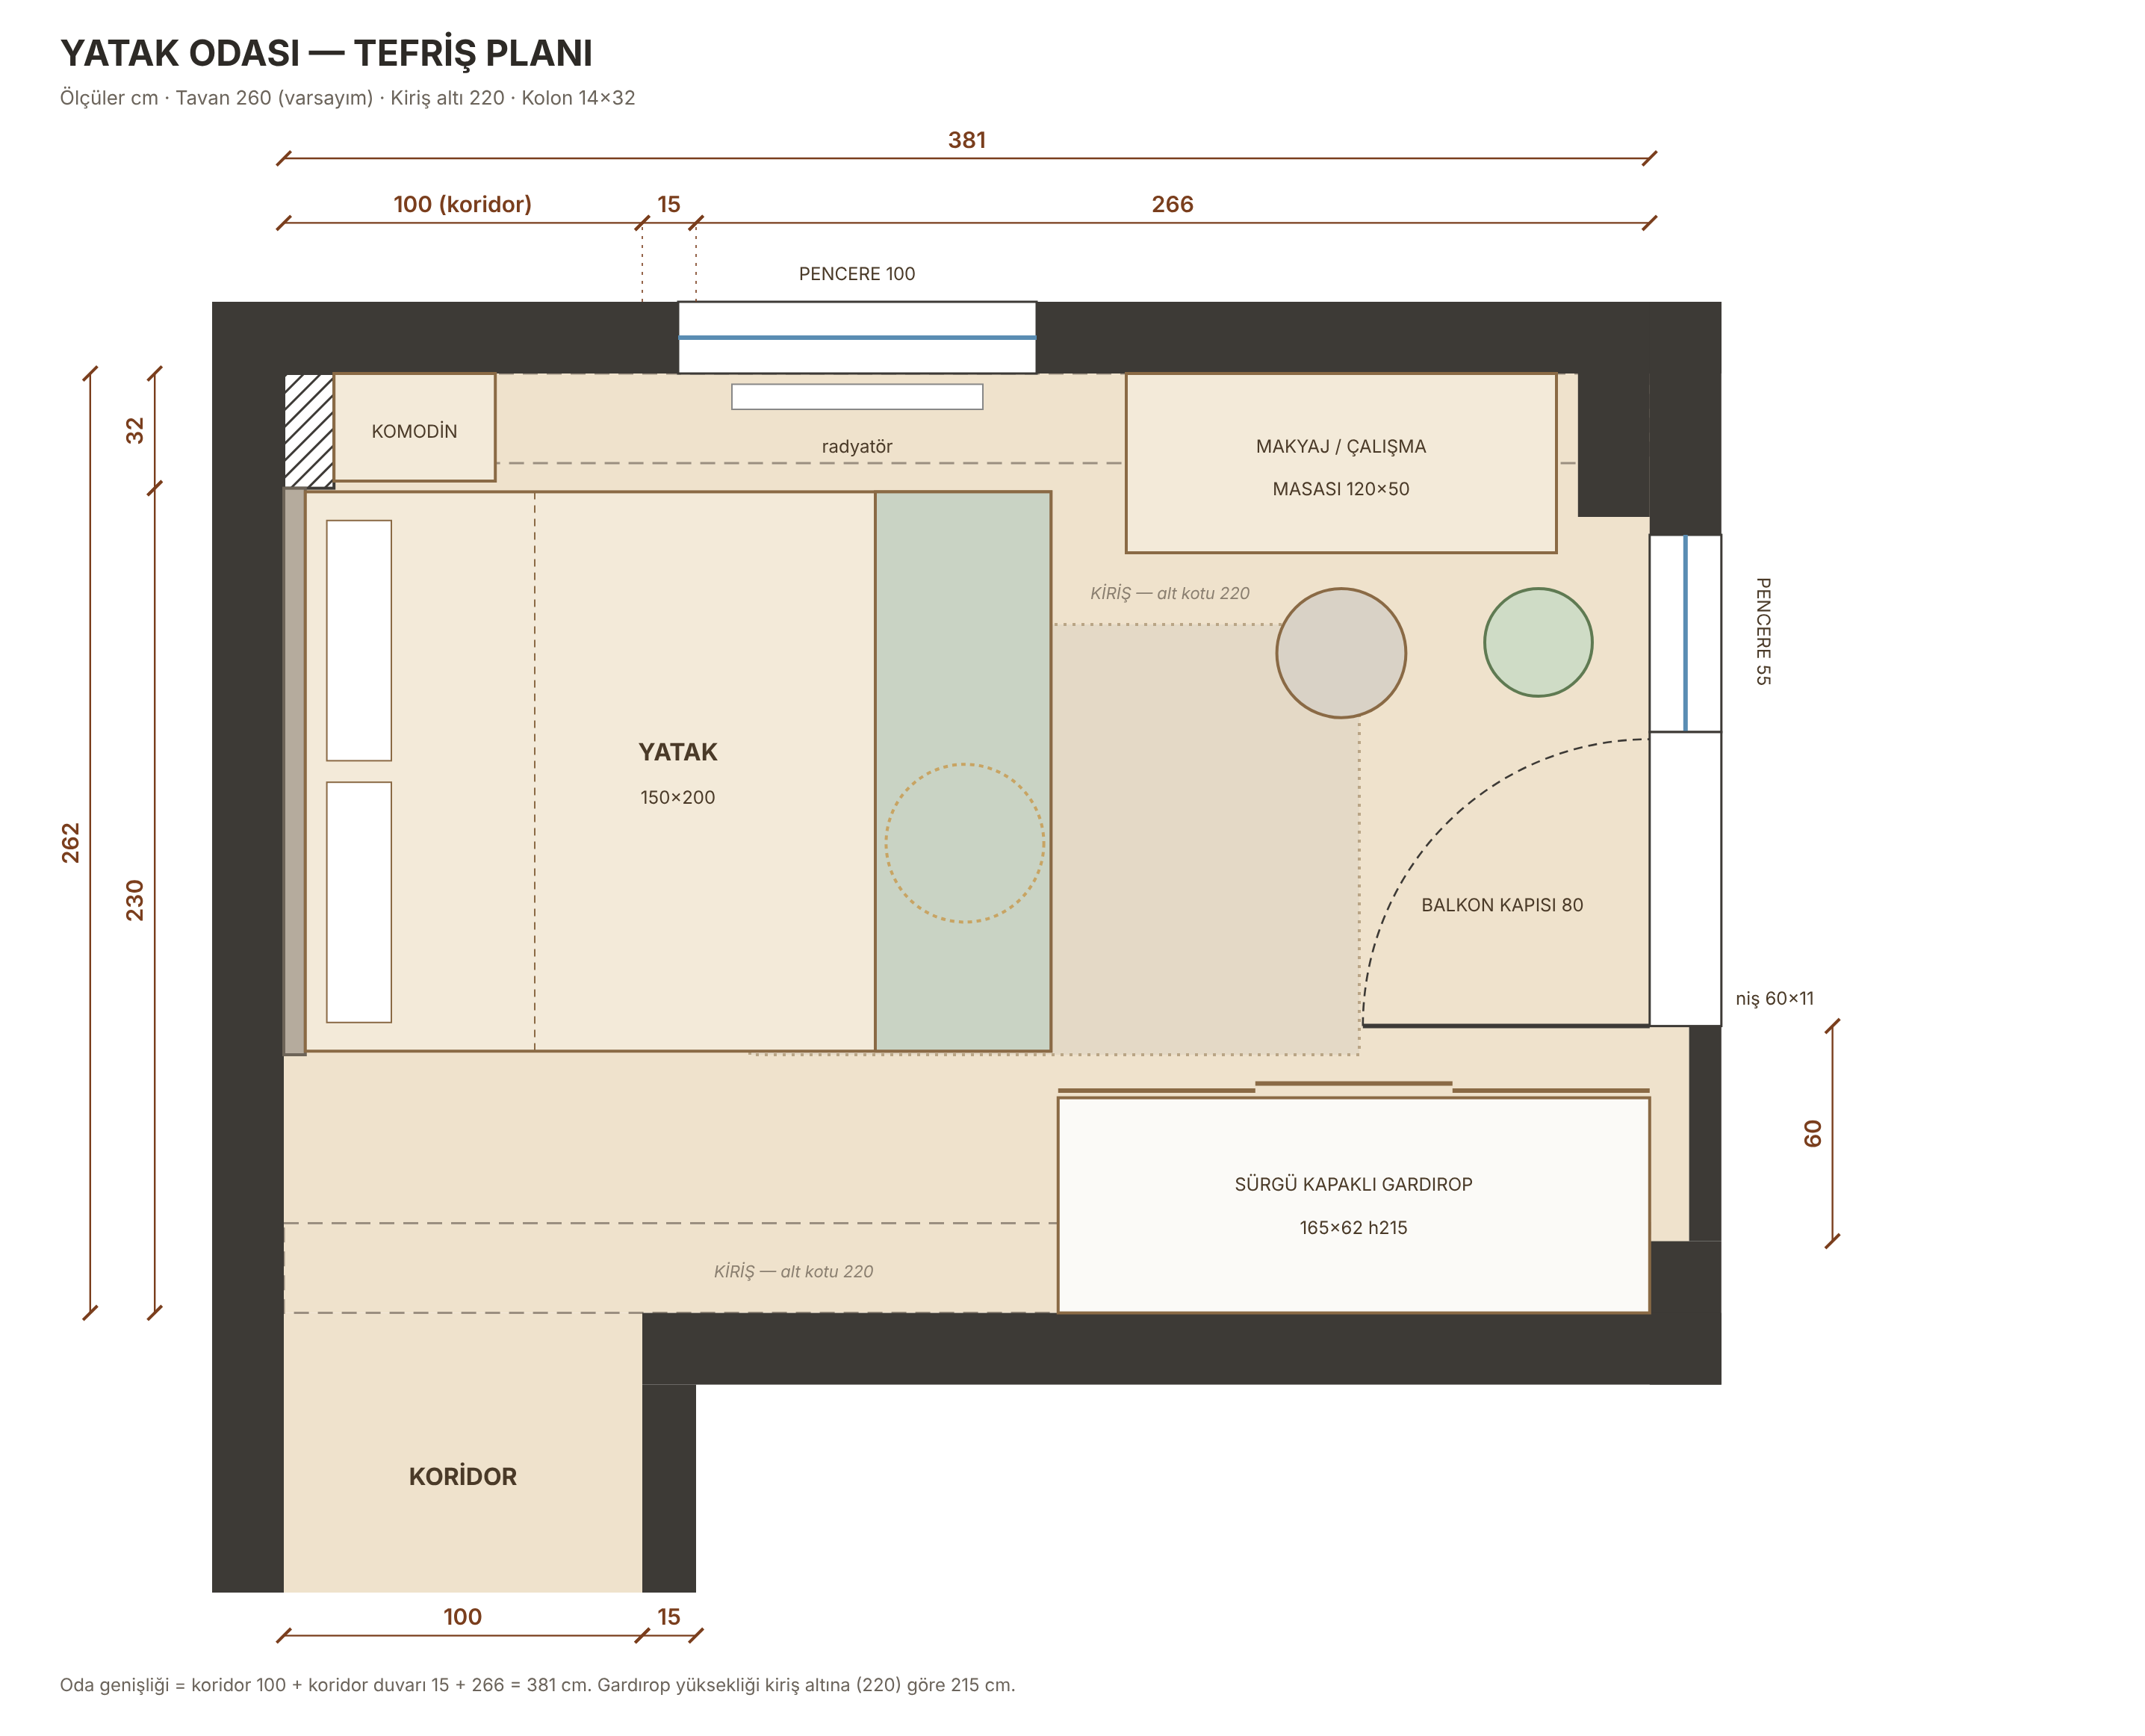 YATAK ODASI — TEFRİŞ PLANI
Ölçüler cm · Tavan 260 (varsayım) · Kiriş altı 220 · Kolon 14×32
381
100 (koridor)
15
266
PENCERE 100
32
KOMODİN
radyatör
MAKYAJ / ÇALIŞMA
MASASI 120×50
KİRİŞ — alt kotu 220
PENCERE 55
YATAK
150×200
262
230
BALKON KAPISI 80
niş 60×11
60
SÜRGÜ KAPAKLI GARDIROP
165×62 h215
KİRİŞ — alt kotu 220
KORİDOR
100
15
Oda genişliği = koridor 100 + koridor duvarı 15 + 266 = 381 cm. Gardırop yüksekliği kiriş altına (220) göre 215 cm.